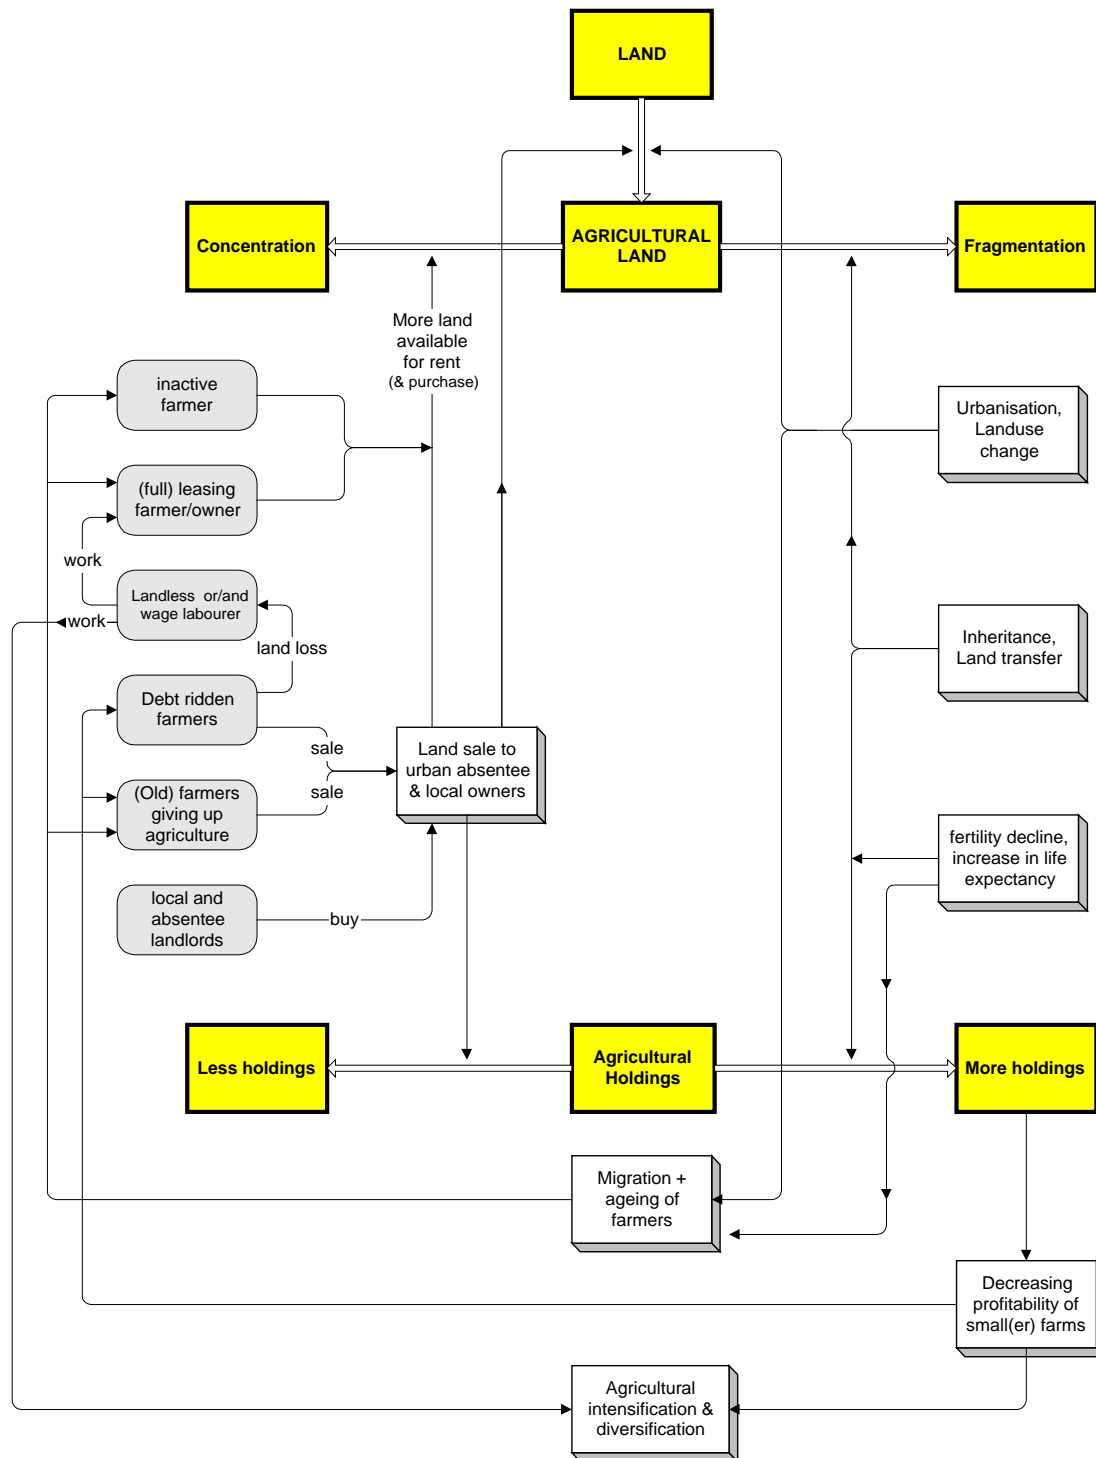 LAND
Concentration
AGRICULTURAL
LAND
Fragmentation
More land
available
for rent
(& purchase)
inactive
farmer
Urbanisation,
Landuse
change
(full) leasing
farmer/owner
work
Landless or/and
wage labourer
work
land loss
Inheritance,
Land transfer
Debt ridden
farmers
sale
Land sale to
urban absentee
& local owners
sale
(Old) farmers
giving up
agriculture
fertility decline,
increase in life
expectancy
local and
absentee
landlords
buy
Less holdings
Agricultural
Holdings
More holdings
Migration +
ageing of
farmers
Decreasing
profitability of
small(er) farms
Agricultural
intensification &
diversification